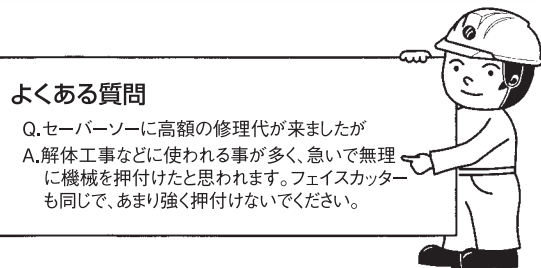 よくある質問
Q.セーバーソーに高額の修理代が来ましたが
A.解体工事などに使われる事が多く、急いで無理
に機械を押付けたと思われます。フェイスカッター
も同じで、あまり強く押付けないでください。